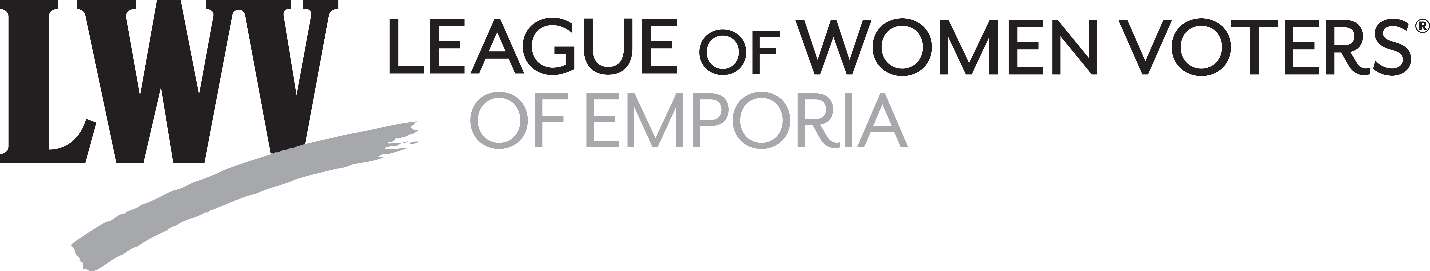 LWV
LEAGUE OF WOMEN VOTERS®
OF EMPORIA